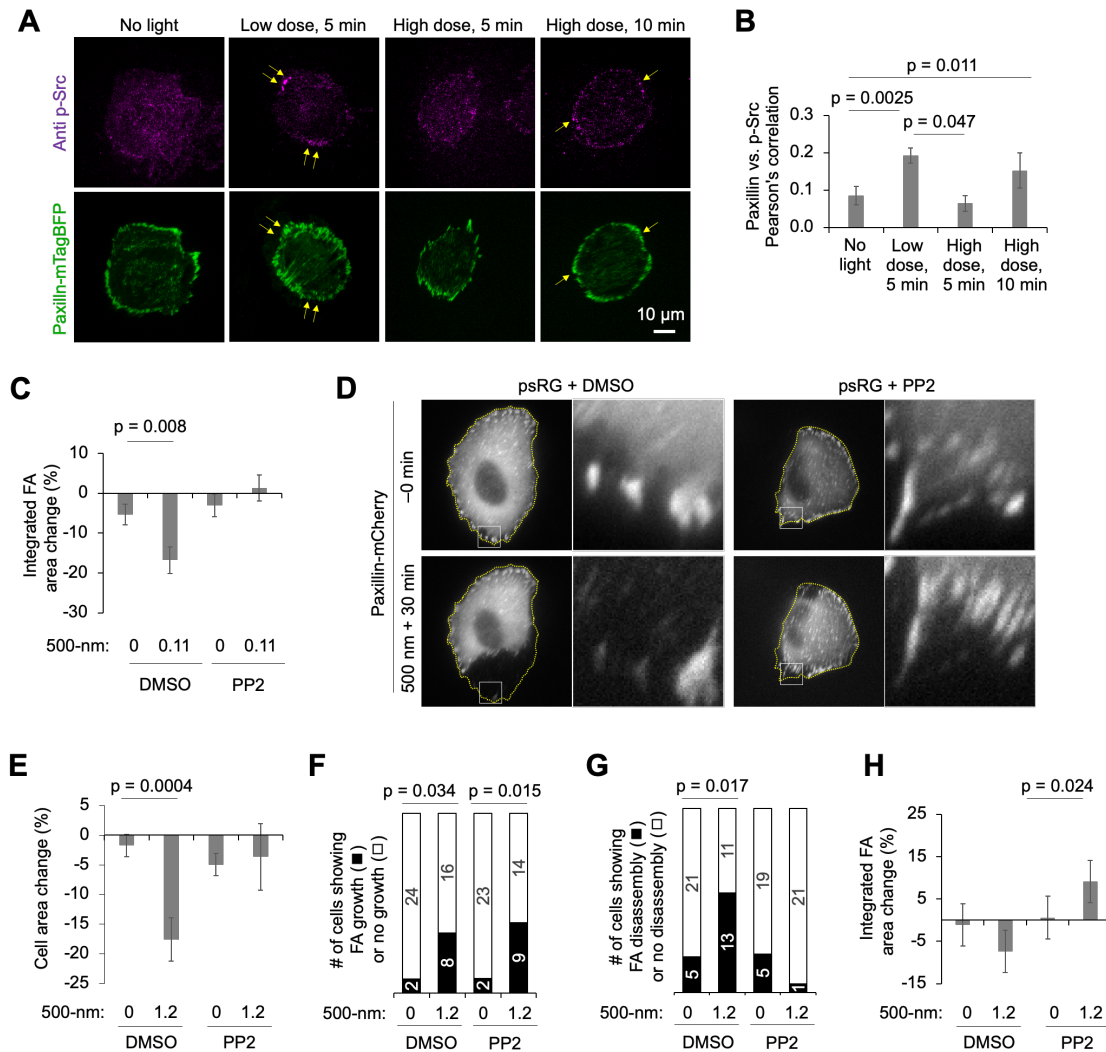 A
No light
Low dose, 5 min
High dose, 5 min
High dose, 10 min
Anti p-Src
Paxilln-mTagBFP
10 µm
B
p = 0.011
p = 0.0025
p = 0.047
Paxillin vs. p-Src
Pearson's correlation
0.3
0.2
0.1
0.0
No
light
Low
dose,
5 min
High
dose,
5 min
High
dose,
10 min
C
p = 0.008
Integrated FA
area change (%)
10
0
-10
-20
-30
500-nm:
0
0.11
0
0.11
DMSO
PP2
D
psRG + DMSO
psRG + PP2
Paxillin-mCherry
–0 min
500 nm + 30 min
E
p = 0.0004
Cell area change (%)
5
0
-5
-10
-15
-20
-25
500-nm:
0
1.2
0
1.2
DMSO
PP2
F
p = 0.034
p = 0.015
# of cells showing
FA growth (■)
or no growth (□)
24
16
23
14
2
8
2
9
500-nm:
0
1.2
0
1.2
DMSO
PP2
G
p = 0.017
# of cells showing
FA disassembly (■)
or no disassembly (□)
21
11
19
21
5
13
5
1
500-nm:
0
1.2
0
1.2
DMSO
PP2
H
p = 0.024
Integrated FA
area change (%)
25
15
5
-5
-15
500-nm:
0
1.2
0
1.2
DMSO
PP2